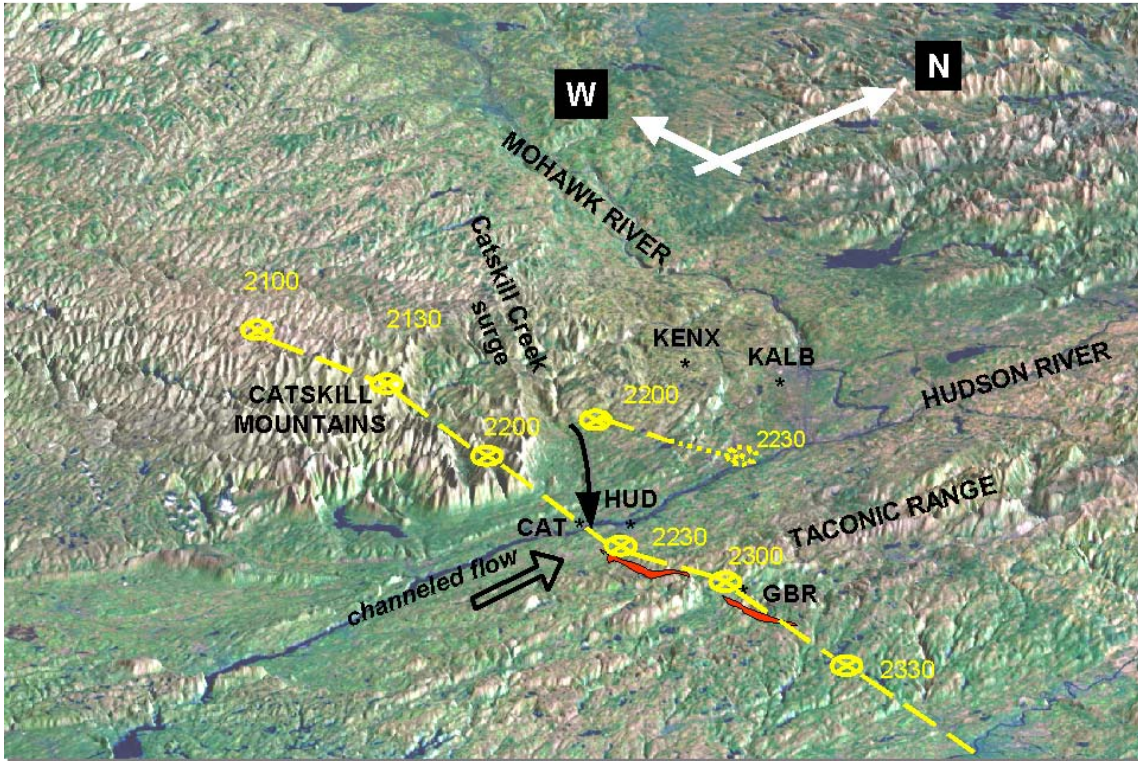 N
W
MOHAWK RIVER
Catskill Creek
surge
2100
2130
KENX
*
KALB
*
HUDSON RIVER
CATSKILL
MOUNTAINS
2200
2200
2230
HUD
*
CAT *
TACONIC RANGE
2230
2300
* GBR
channeled flow
2330